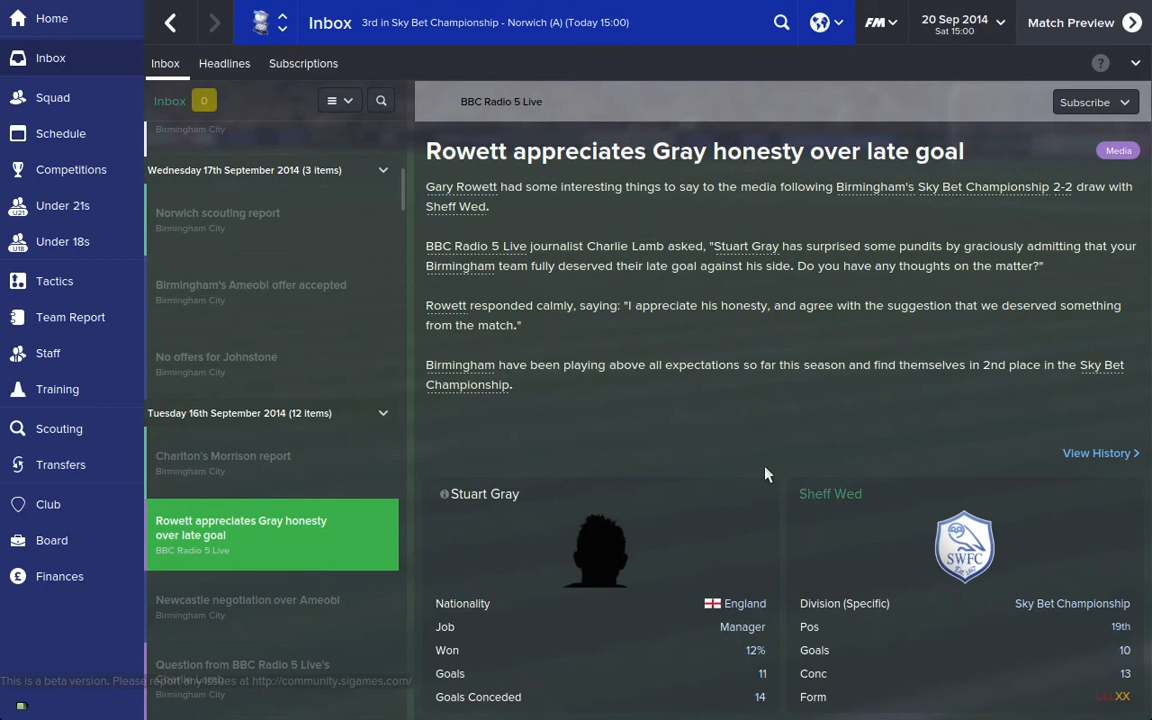 Home
Inbox
3rd in Sky Bet Championship - Norwich (A) (Today 15:00)
FM
20 Sep 2014
Sat 15:00
Match Preview
Inbox
Squad
Schedule
Competitions
Under 21s
U21
Under 18s
U18
Tactics
Team Report
Staff
Training
Scouting
Transfers
Club
Board
Finances
Inbox
Headlines
Subscriptions
?
Inbox 0
Birmingham City
Wednesday 17th September 2014 (3 items)
Norwich scouting report
Birmingham City
Birmingham's Ameobi offer accepted
Birmingham City
No offers for Johnstone
Birmingham City
Tuesday 16th September 2014 (12 items)
Charlton's Morrison report
Birmingham City
Rowett appreciates Gray honesty
over late goal
BBC Radio 5 Live
Newcastle negotiation over Ameobi
Birmingham City
Question from BBC Radio 5 Live's
Charlie Lamb
Birmingham City
This is a beta version. Please report any issues at http://community.sigames.com/
BBC Radio 5 Live
Subscribe
Rowett appreciates Gray honesty over late goal
Media
Gary Rowett had some interesting things to say to the media following Birmingham's Sky Bet Championship 2-2 draw with
Sheff Wed.
BBC Radio 5 Live journalist Charlie Lamb asked, "Stuart Gray has surprised some pundits by graciously admitting that your
Birmingham team fully deserved their late goal against his side. Do you have any thoughts on the matter?"
Rowett responded calmly, saying: "I appreciate his honesty, and agree with the suggestion that we deserved something
from the match."
Birmingham have been playing above all expectations so far this season and find themselves in 2nd place in the Sky Bet
Championship.
View History
Stuart Gray
Nationality England
Job Manager
Won 12%
Goals 11
Goals Conceded 14
Sheff Wed
SWFC
Division (Specific) Sky Bet Championship
Pos 19th
Goals 10
Conc 13
Form LLLXX